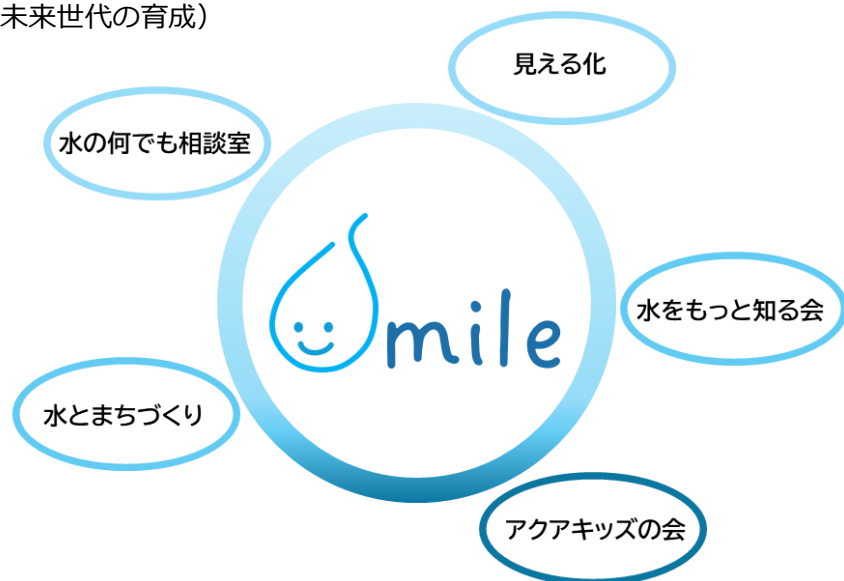 未来世代の育成）
見える化
水の何でも相談室
水をもっと知る会
mile
水とまちづくり
アクアキッズの会